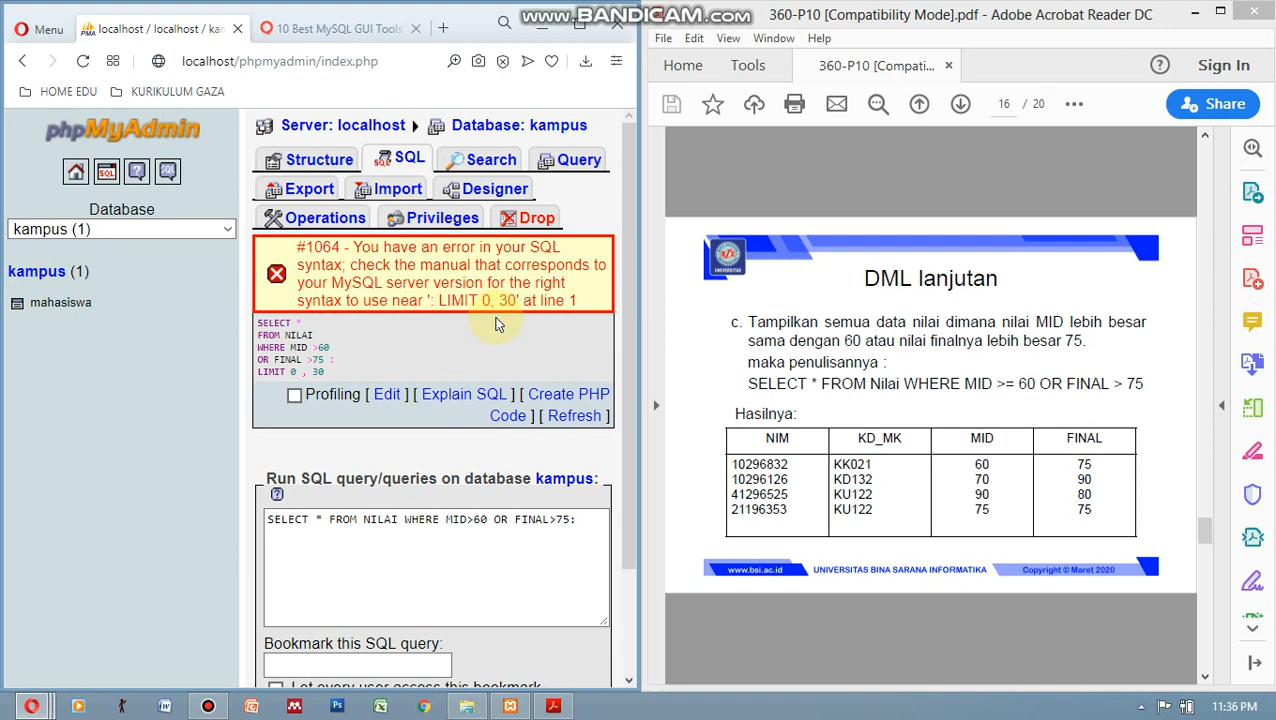 www.BANDICAM.com
Menu
localhost / localhost / kan
10 Best MySQL GUI Tools
localhost/phpmyadmin/index.php
HOME EDU
KURIKULUM GAZA
phpMyAdmin
SQL
Database
kampus (1)
kampus (1)
mahasiswa
Server: localhost
Database: kampus
Structure
SQL
Search
Query
Export
Import
Designer
Operations
Privileges
Drop
#1064 - You have an error in your SQL
syntax; check the manual that corresponds to
your MySQL server version for the right
syntax to use near ': LIMIT 0, 30' at line 1
SELECT *
FROM NILAI
WHERE MID >60
OR FINAL >75 :
LIMIT 0 , 30
Profiling [ Edit ] [ Explain SQL ] [ Create PHP
Code ] [ Refresh ]
Run SQL query/queries on database kampus:
SELECT * FROM NILAI WHERE MID>60 OR FINAL>75:
Bookmark this SQL query:
Let every user access this bookmark
360-P10 [Compatibility Mode].pdf - Adobe Acrobat Reader DC
File Edit View Window Help
Home Tools 360-P10 [Compati...
Sign In
16 / 20
Share
UNIVERSITAS
DML lanjutan
c. Tampilkan semua data nilai dimana nilai MID lebih besar
sama dengan 60 atau nilai finalnya lebih besar 75.
maka penulisannya :
SELECT * FROM Nilai WHERE MID >= 60 OR FINAL > 75
Hasilnya:
NIM KD_MK MID FINAL
10296832 KK021 60 75
10296126 KD132 70 90
41296525 KU122 90 80
21196353 KU122 75 75
www.bsi.ac.id UNIVERSITAS BINA SARANA INFORMATIKA Copyright © Maret 2020
11:36 PM